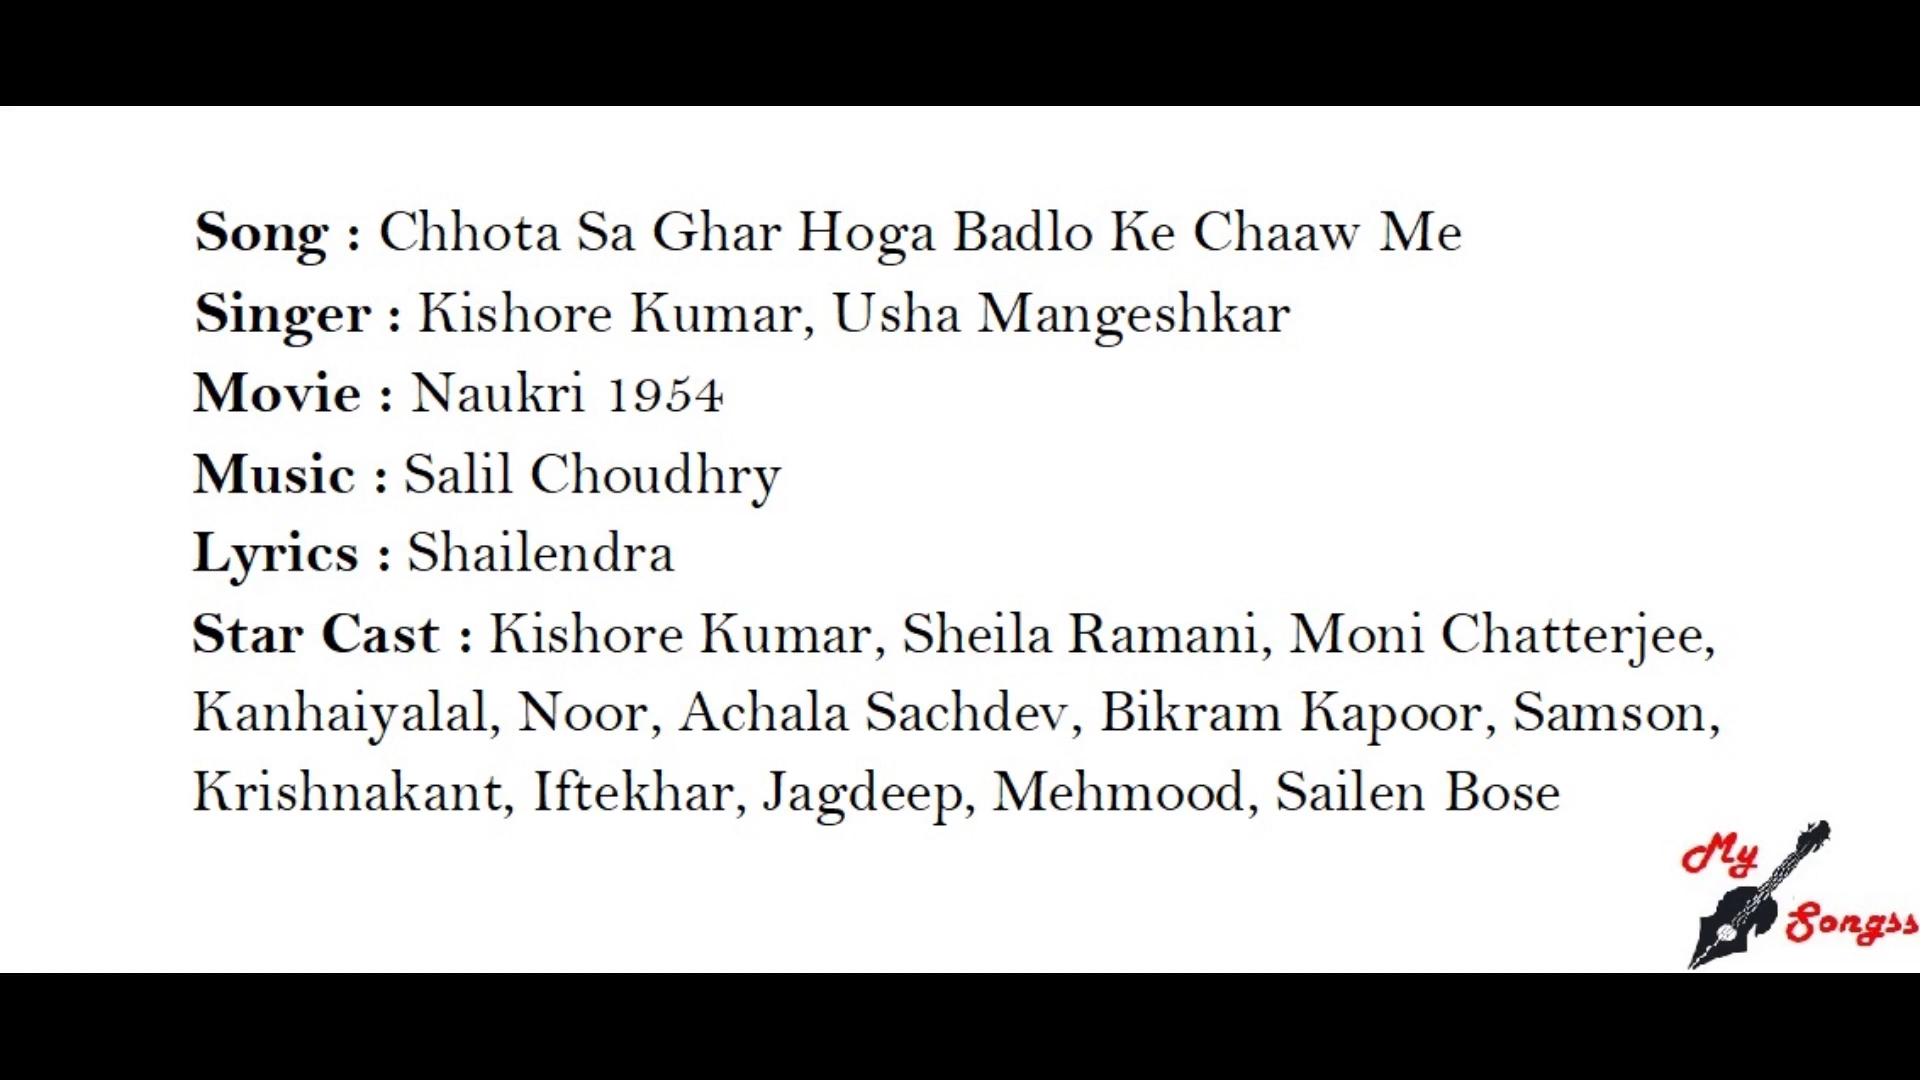 Song : Chhota Sa Ghar Hoga Badlo Ke Chaaw Me
Singer : Kishore Kumar, Usha Mangeshkar
Movie : Naukri 1954
Music : Salil Choudhry
Lyrics : Shailendra
Star Cast : Kishore Kumar, Sheila Ramani, Moni Chatterjee,
Kanhaiyalal, Noor, Achala Sachdev, Bikram Kapoor, Samson,
Krishnakant, Iftekhar, Jagdeep, Mehmood, Sailen Bose
My
Songss